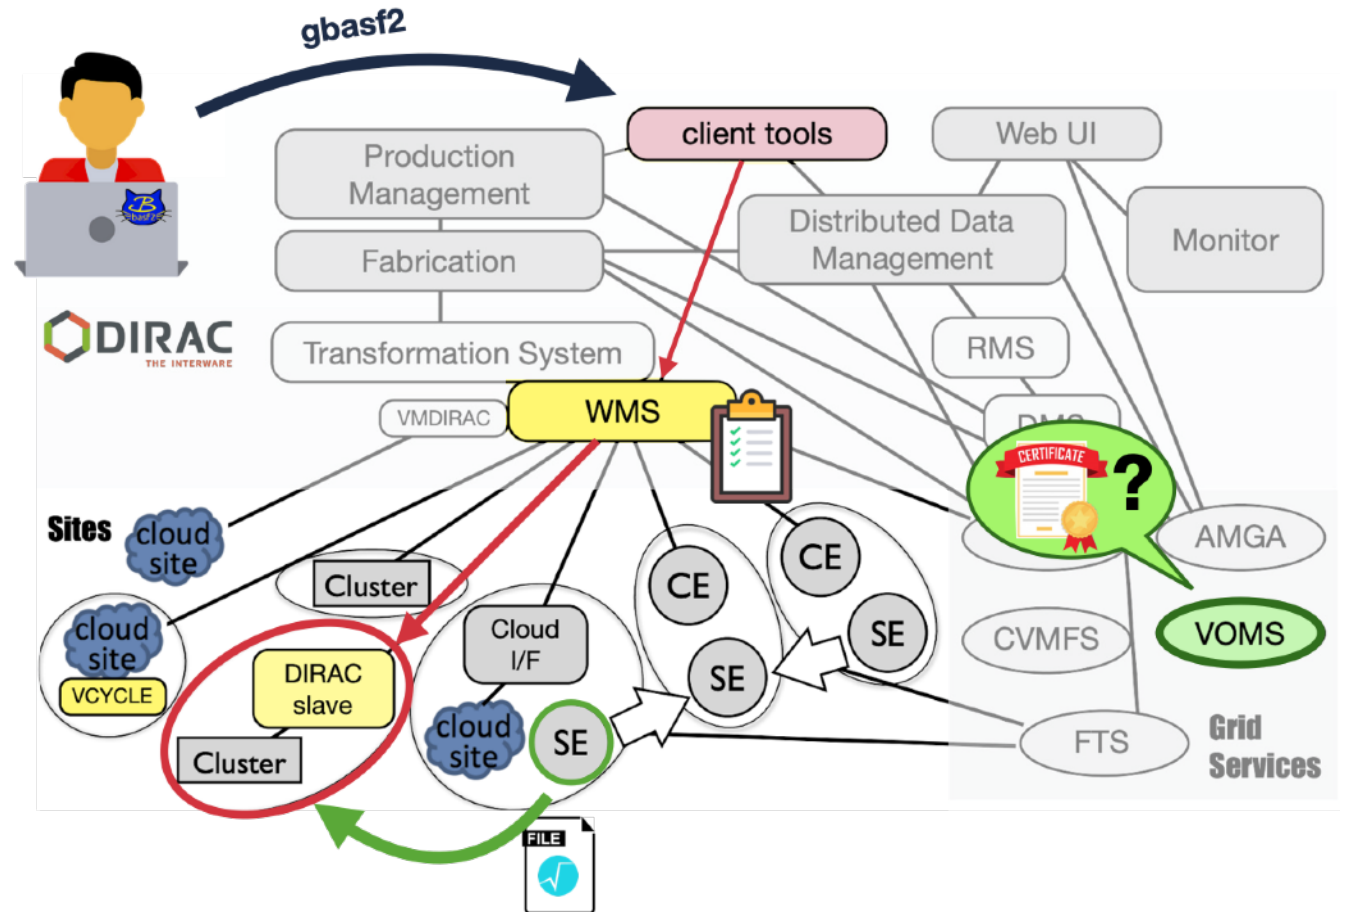 gbasf2
client tools
Web UI
Production
Management
B
basf2
Distributed Data
Management
Monitor
Fabrication
DIRAC
THE INTERWARE
Transformation System
RMS
VMDIRAC
WMS
DMS
CERTIFICATE
?
Sites
cloud
site
AMGA
Cluster
CE
CE
cloud
site
VCYCLE
Cloud
I/F
SE
SE
CVMFS
VOMS
DIRAC
slave
cloud
site
SE
Cluster
FTS
Grid
Services
FILE